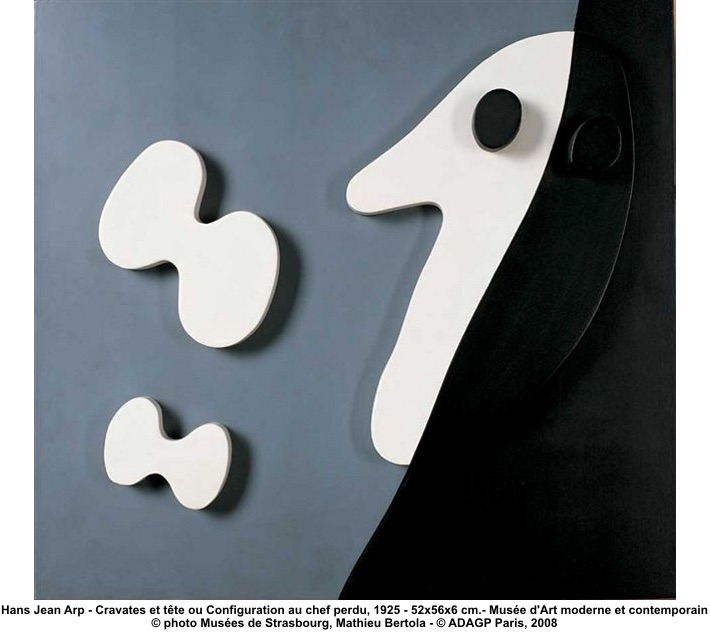 Hans Jean Arp - Cravates et tête ou Configuration au chef perdu, 1925 - 52x56x6 cm.- Musée d'Art moderne et contemporain
© photo Musées de Strasbourg, Mathieu Bertola - © ADAGP Paris, 2008